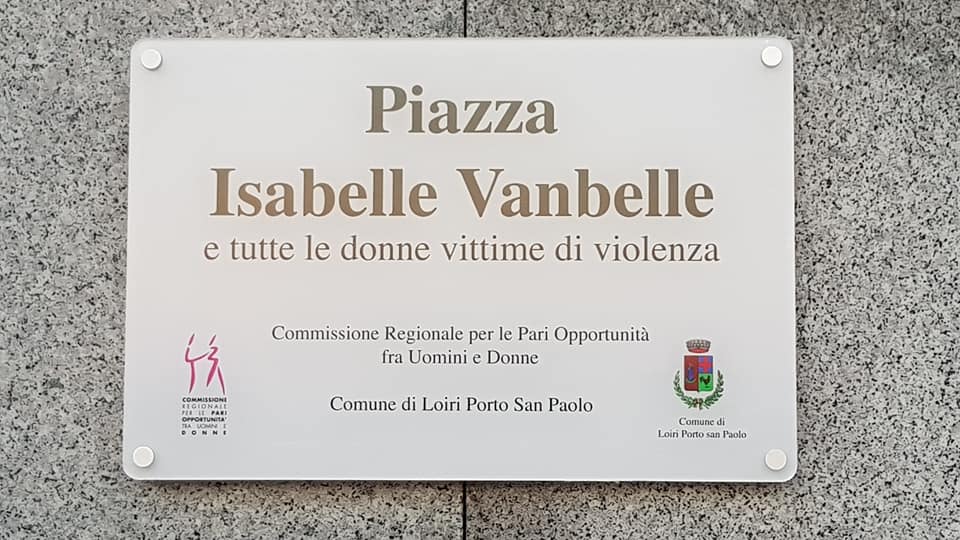 Piazza
Isabelle Vanbelle
e tutte le donne vittime di violenza
Commissione Regionale per le Pari Opportunità
fra Uomini e Donne
Comune di Loiri Porto San Paolo
COMMISSIONE
REGIONALE
PER LE PARI
OPPORTUNITA'
TRA UOMINI E
DONNE
Comune di
Loiri Porto san Paolo